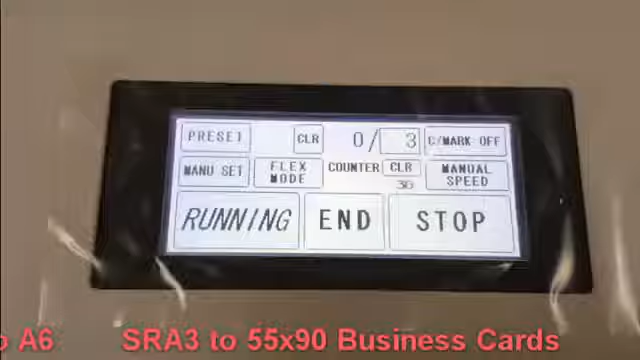 PRESET CLR 0/ 3 C/MARK OFF
MANU SET FLEX MODE COUNTER CLR 30 MANUAL SPEED
RUNNING END STOP
o A6 SRA3 to 55x90 Business Cards